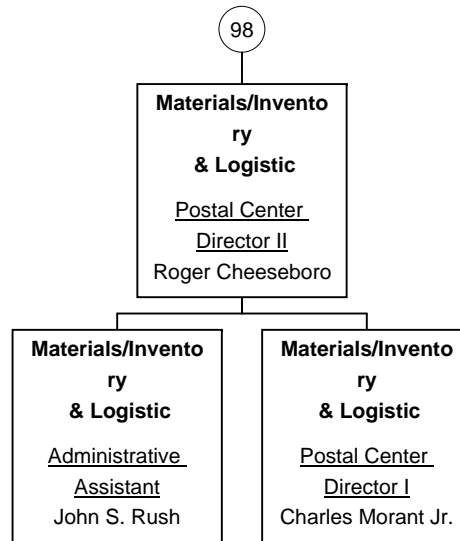 98
Materials/Invento
ry
& Logistic
Postal Center
Director II
Roger Cheeseboro
Materials/Invento
ry
& Logistic
Administrative
Assistant
John S. Rush
Materials/Invento
ry
& Logistic
Postal Center
Director I
Charles Morant Jr.